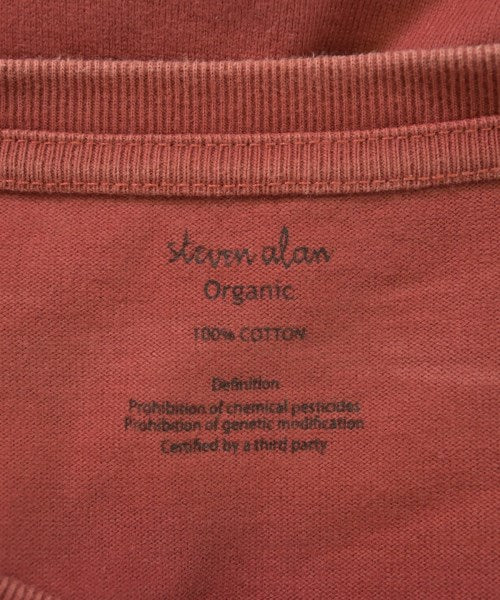 steven alan
Organic
100% COTTON
Definition
Prohibition of chemical pesticides
Prohibition of genetic modification
Certified by a third party